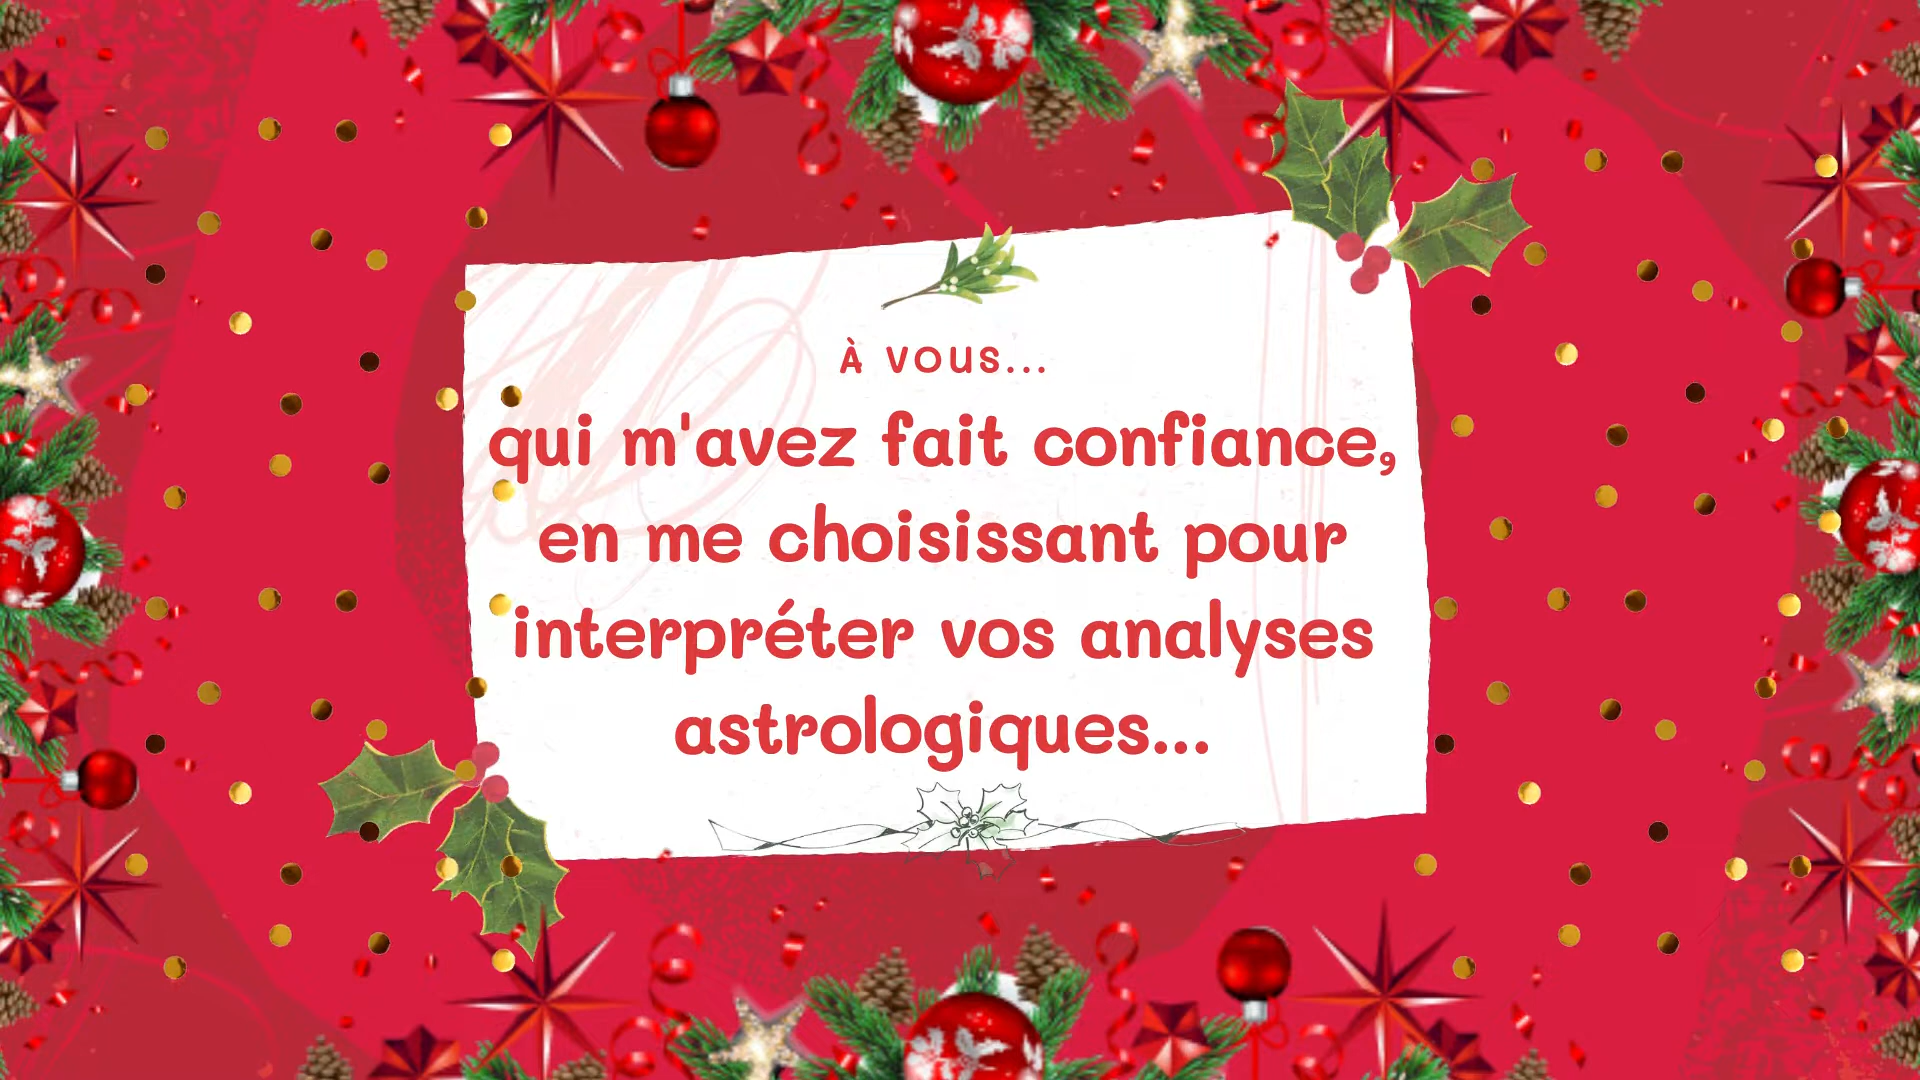 À vous...
qui m'avez fait confiance,
en me choisissant pour
interpréter vos analyses
astrologiques...